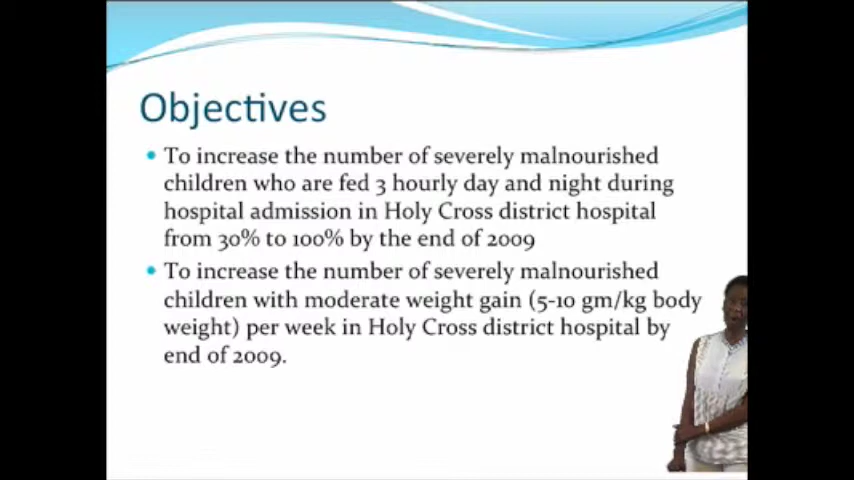 Objectives
• To increase the number of severely malnourished
children who are fed 3 hourly day and night during
hospital admission in Holy Cross district hospital
from 30% to 100% by the end of 2009
• To increase the number of severely malnourished
children with moderate weight gain (5-10 gm/kg body
weight) per week in Holy Cross district hospital by
end of 2009.